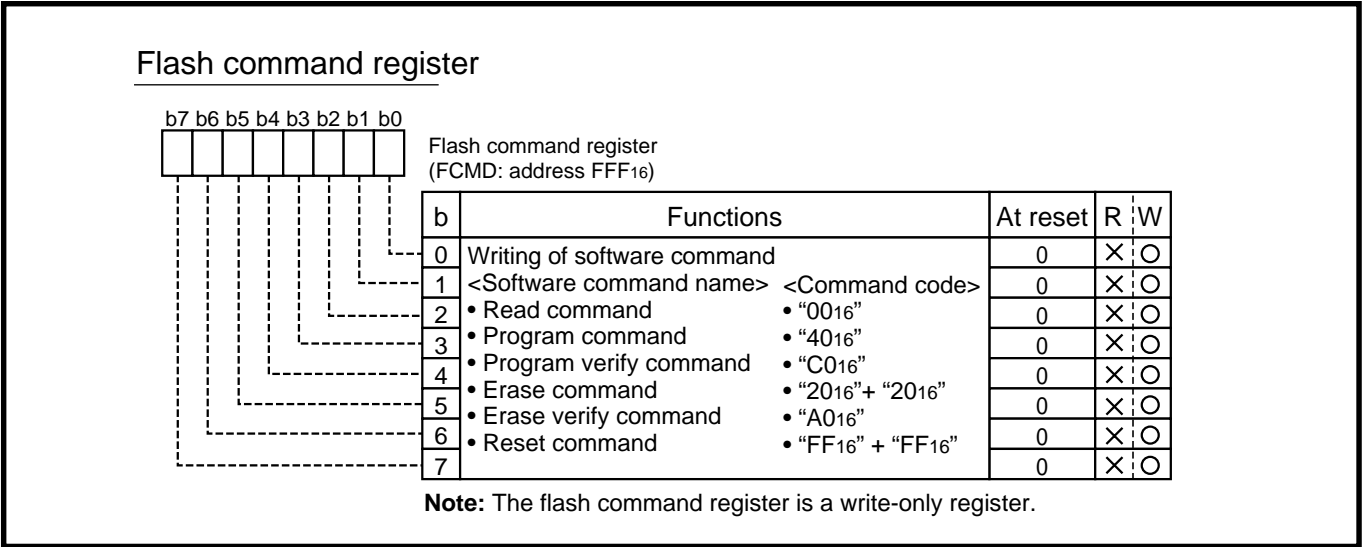 Flash command register
b7 b6 b5 b4 b3 b2 b1 b0
Flash command register
(FCMD: address FFF16)
b Functions At reset R W
0 Writing of software command 0 × O
1 <Software command name> <Command code> 0 × O
2 • Read command • “0016” 0 × O
3 • Program command • “4016” 0 × O
4 • Program verify command • “C016” 0 × O
5 • Erase command • “2016”+ “2016” 0 × O
• Erase verify command • “A016”
6 • Reset command • “FF16” + “FF16” 0 × O
7 0 × O
Note: The flash command register is a write-only register.